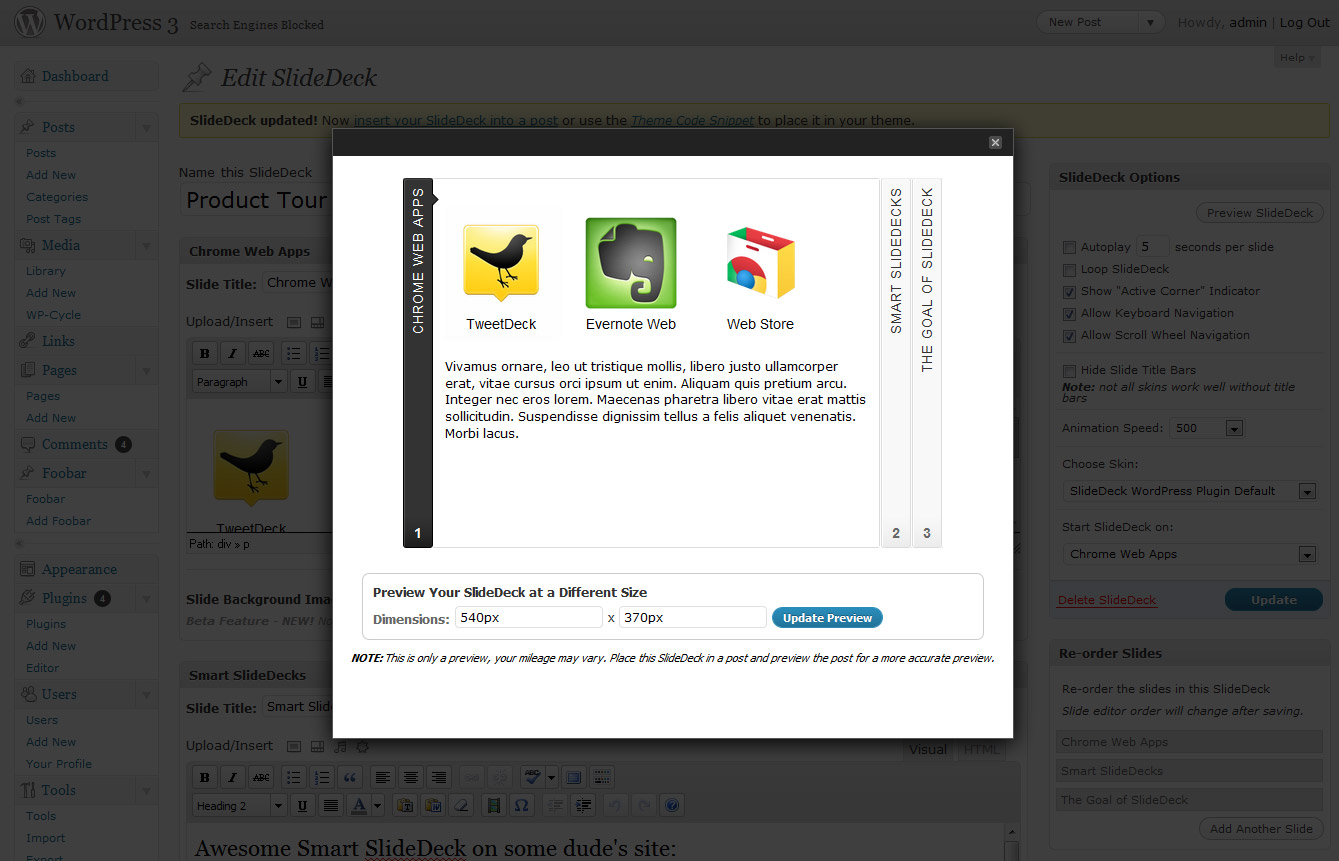 WordPress 3 Search Engines Blocked
New Post
Howdy, admin | Log Out
Help
Dashboard
Posts
Posts
Add New
Categories
Post Tags
Media
Library
Add New
WP-Cycle
Links
Pages
Pages
Add New
Comments 4
Foobar
Foobar
Add Foobar
Appearance
Plugins 4
Plugins
Add New
Editor
Users
Users
Add New
Your Profile
Tools
Tools
Import
Export
Edit SlideDeck
SlideDeck updated! Now insert your SlideDeck into a post or use the Theme Code Snippet to place it in your theme.
Name this SlideDeck
Product Tour
Chrome Web Apps
Slide Title: Chrome W
Upload/Insert
B I ABC
Paragraph U
TweetDeck
Path: div » p
Slide Background Ima
Beta Feature - NEW! No
Smart SlideDecks
Slide Title: Smart Slid
Upload/Insert
Visual HTML
B I ABC
Heading 2 U A
Awesome Smart SlideDeck on some dude's site:
CHROME WEB APPS
1
TweetDeck
Evernote Web
Web Store
Vivamus ornare, leo ut tristique mollis, libero justo ullamcorper
erat, vitae cursus orci ipsum ut enim. Aliquam quis pretium arcu.
Integer nec eros lorem. Maecenas pharetra libero vitae erat mattis
sollicitudin. Suspendisse dignissim tellus a felis aliquet venenatis.
Morbi lacus.
SMART SLIDEDECKS
2
THE GOAL OF SLIDEDECK
3
Preview Your SlideDeck at a Different Size
Dimensions: 540px x 370px Update Preview
NOTE: This is only a preview, your mileage may vary. Place this SlideDeck in a post and preview the post for a more accurate preview.
SlideDeck Options
Preview SlideDeck
Autoplay 5 seconds per slide
Loop SlideDeck
Show "Active Corner" Indicator
Allow Keyboard Navigation
Allow Scroll Wheel Navigation
Hide Slide Title Bars
Note: not all skins work well without title
bars
Animation Speed: 500
Choose Skin:
SlideDeck WordPress Plugin Default
Start SlideDeck on:
Chrome Web Apps
Delete SlideDeck
Update
Re-order Slides
Re-order the slides in this SlideDeck
Slide editor order will change after saving.
Chrome Web Apps
Smart SlideDecks
The Goal of SlideDeck
Add Another Slide